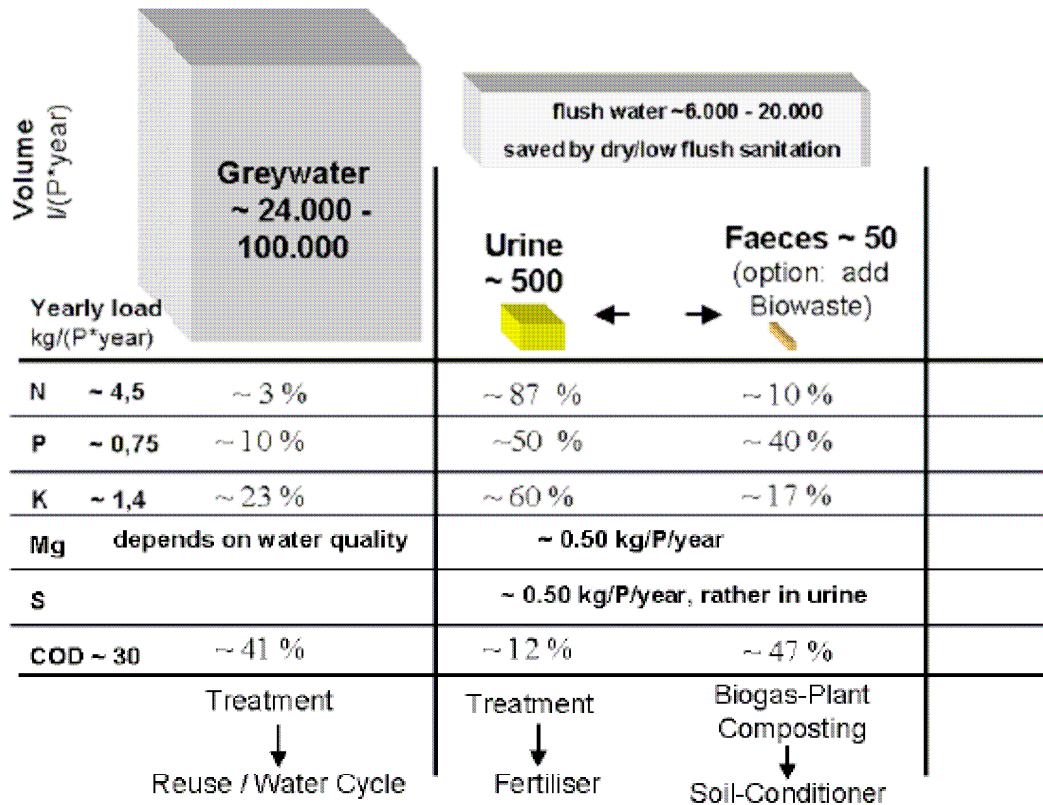 Volume
l/(P*year)
Greywater
~ 24.000 -
100.000
flush water ~6.000 - 20.000
saved by dry/low flush sanitation
Urine
~ 500
Faeces ~ 50
(option: add
Biowaste)
Yearly load
kg/(P*year)
N ~ 4,5 ~ 3 % ~ 87 % ~ 10 %
P ~ 0,75 ~ 10 % ~50 % ~ 40 %
K ~ 1,4 ~ 23 % ~ 60 % ~ 17 %
Mg depends on water quality ~ 0.50 kg/P/year
S ~ 0.50 kg/P/year, rather in urine
COD ~ 30 ~ 41 % ~ 12 % ~ 47 %
Treatment
Reuse / Water Cycle
Treatment
Fertiliser
Biogas-Plant
Composting
Soil-Conditioner